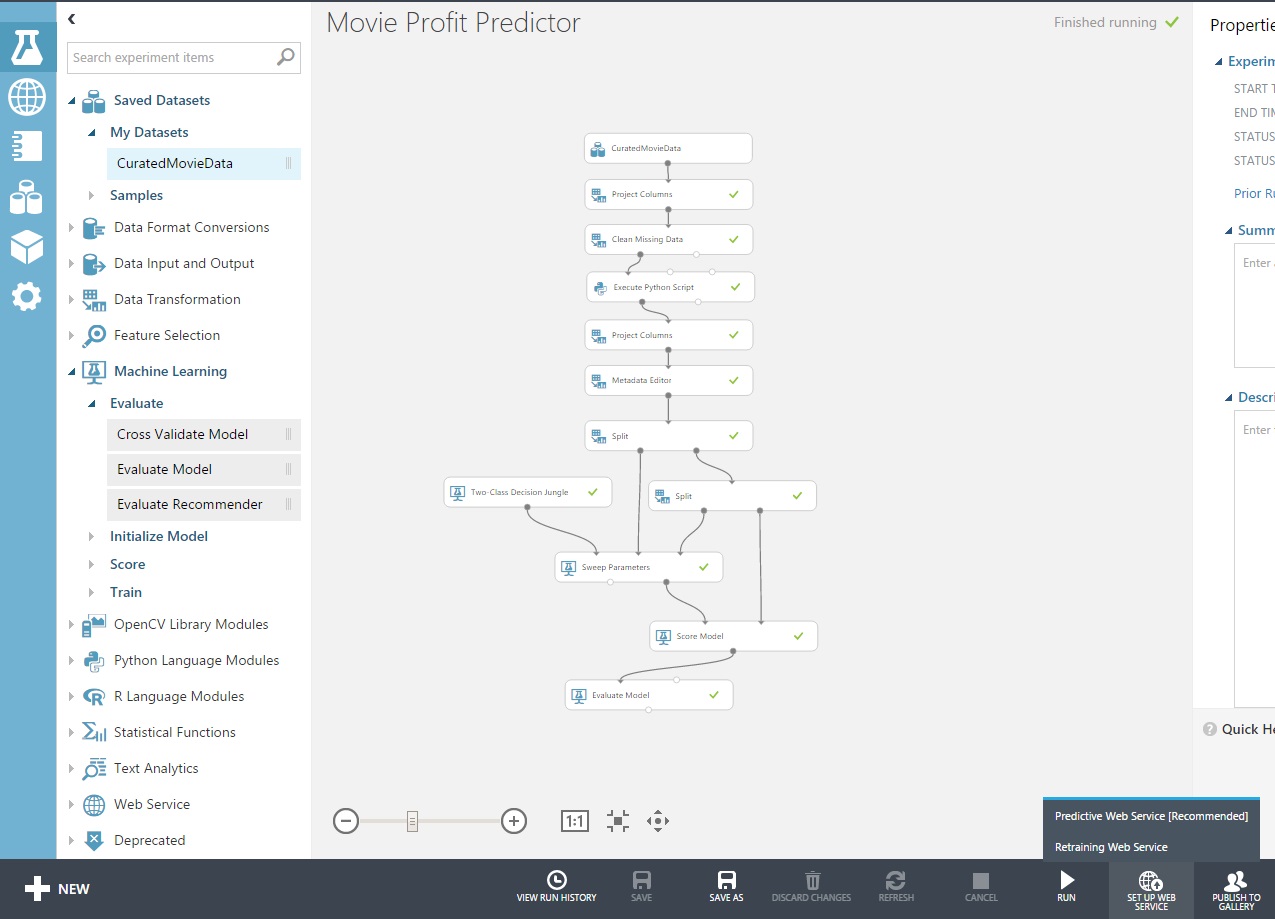 Movie Profit Predictor
Finished running
Search experiment items
Saved Datasets
My Datasets
CuratedMovieData
Samples
Data Format Conversions
Data Input and Output
Data Transformation
Feature Selection
Machine Learning
Evaluate
Cross Validate Model
Evaluate Model
Evaluate Recommender
Initialize Model
Score
Train
OpenCV Library Modules
Python Language Modules
R Language Modules
Statistical Functions
Text Analytics
Web Service
Deprecated
CuratedMovieData
Project Columns
Clean Missing Data
Execute Python Script
Project Columns
Metadata Editor
Split
Two-Class Decision Jungle
Split
Sweep Parameters
Score Model
Evaluate Model
1:1
Propertie
Experim
START T
END TIM
STATUS
STATUS
Prior Ru
Summ
Enter
Descri
Enter
Quick He
Predictive Web Service [Recommended]
Retraining Web Service
NEW
VIEW RUN HISTORY
SAVE
SAVE AS
DISCARD CHANGES
REFRESH
CANCEL
RUN
SET UP WEB
SERVICE
PUBLISH TO
GALLERY